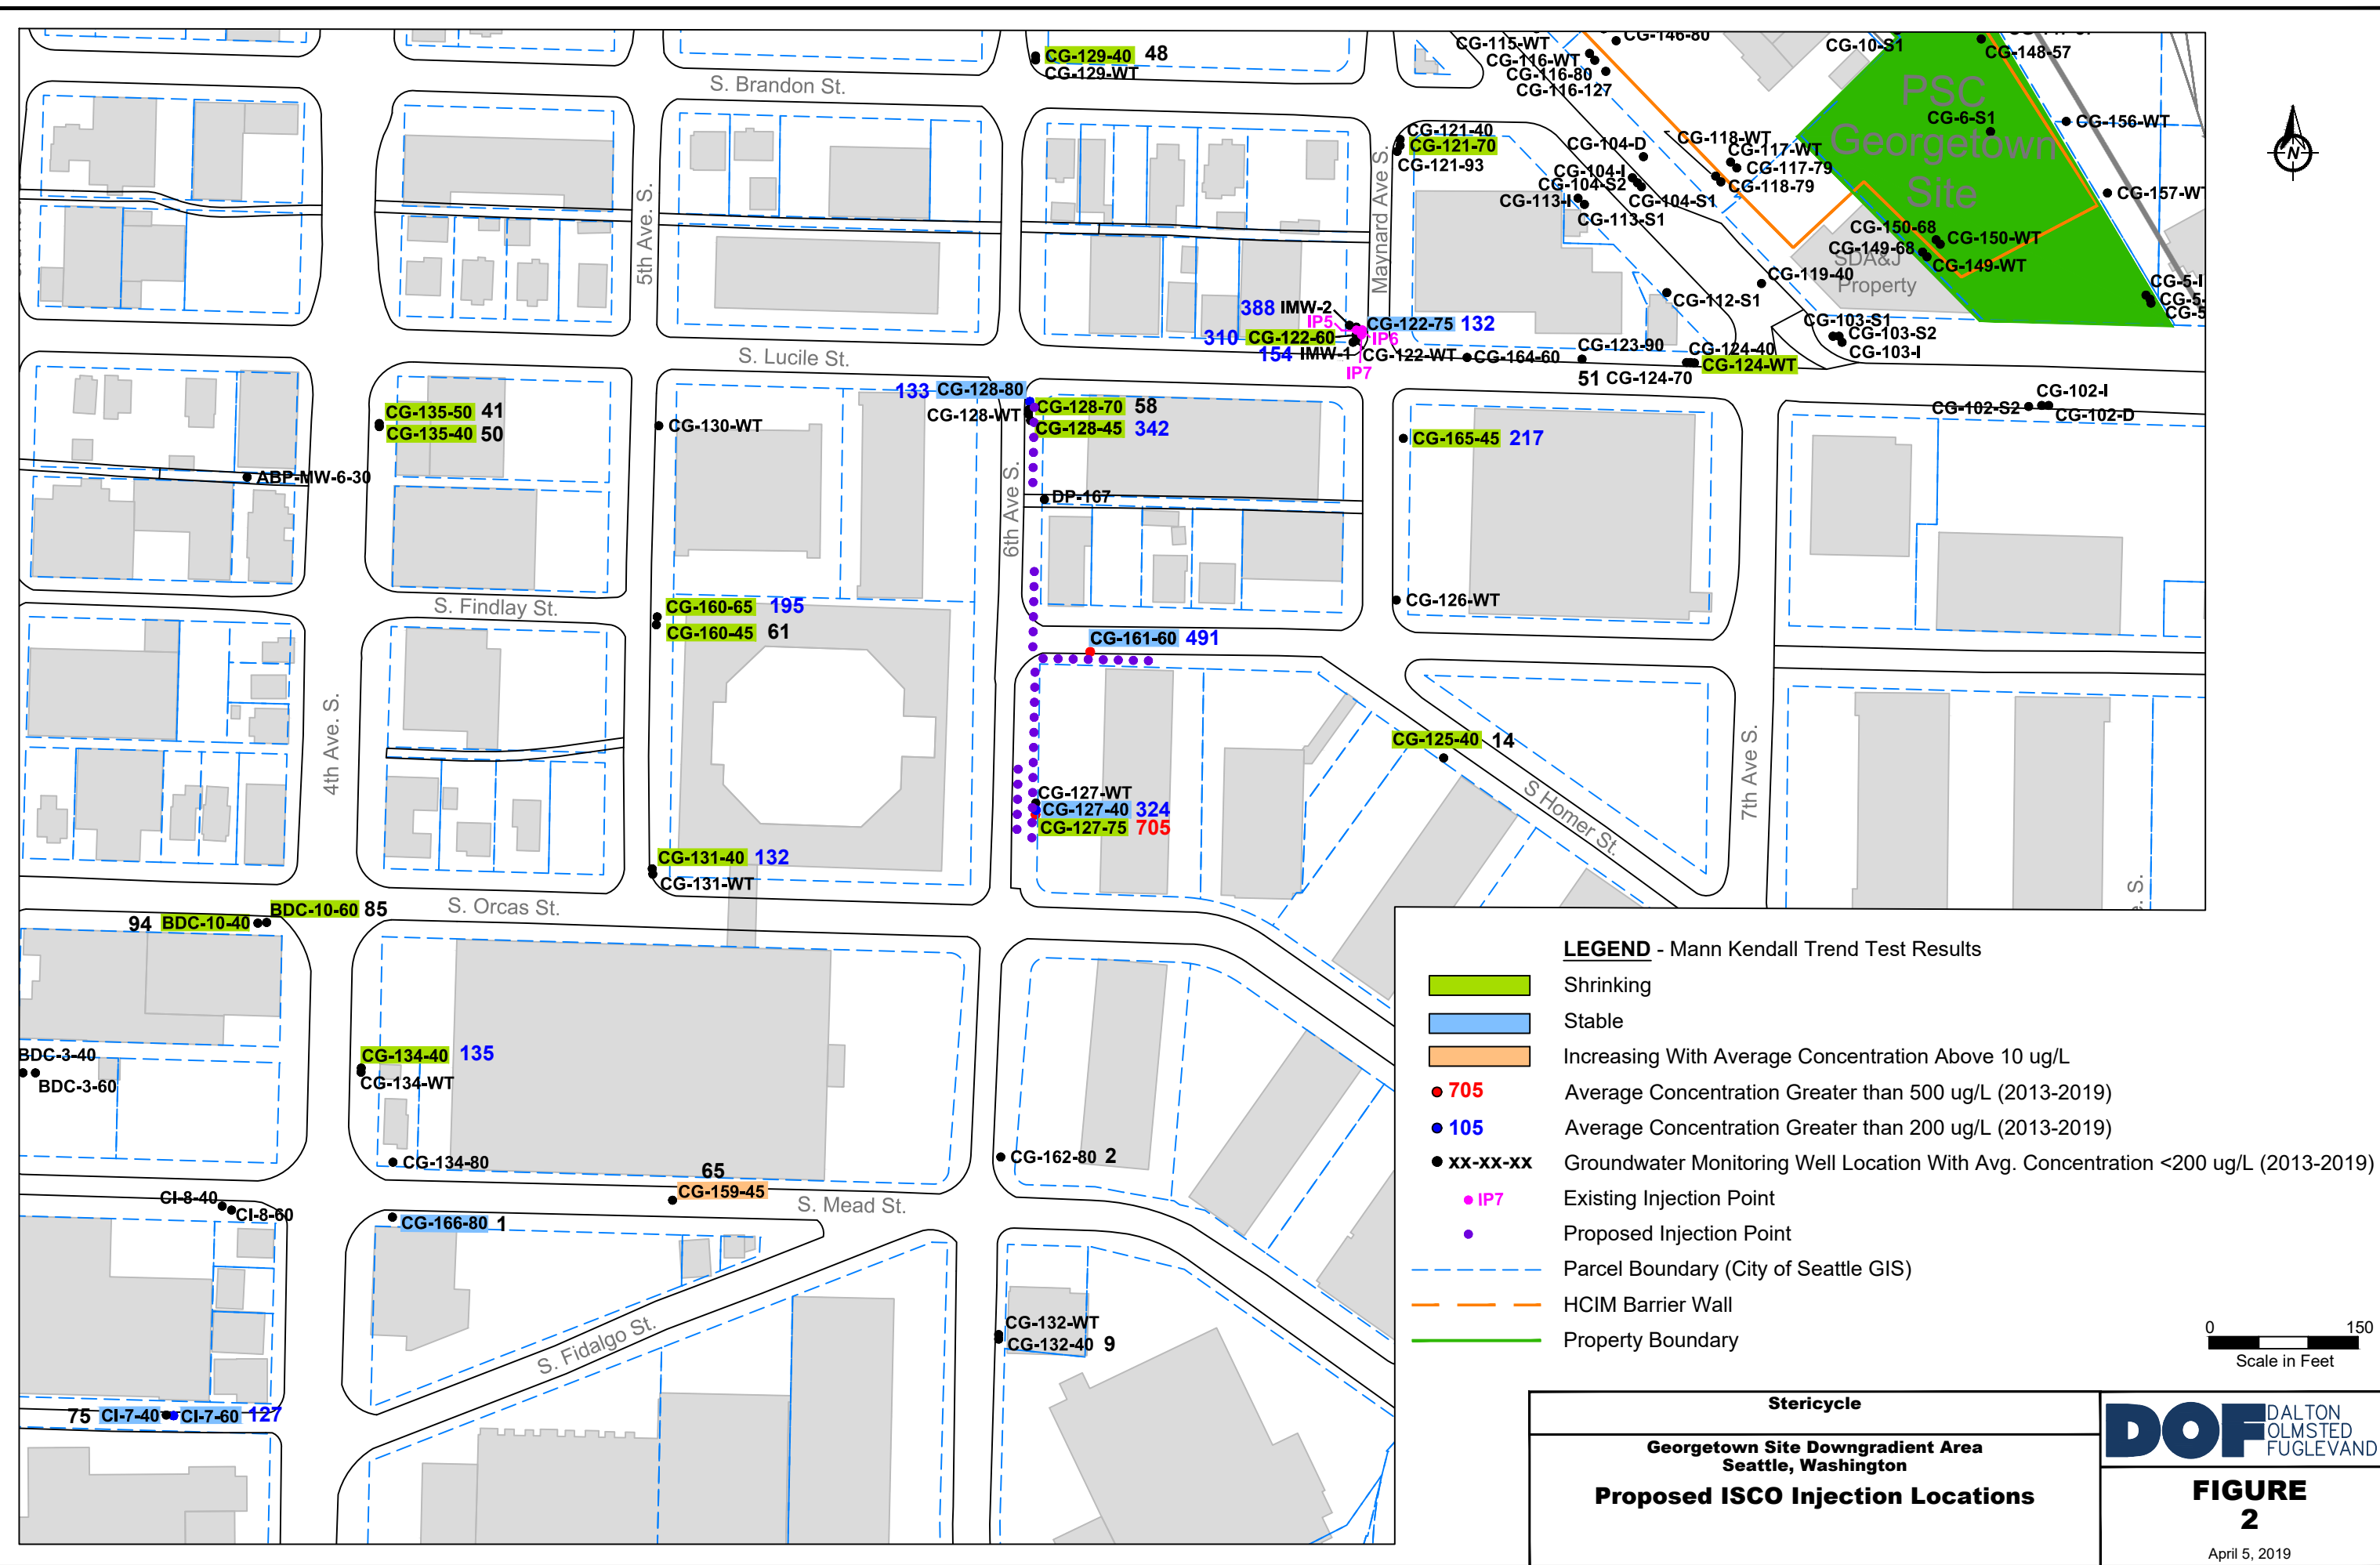 CG-129-40 48
CG-129-WT
S. Brandon St.
CG-115-WT
CG-146-80
CG-116-WT
CG-116-80
CG-116-127
CG-10-S1
CG-148-57
PSC
Georgetown
Site
CG-6-S1
CG-156-WT
CG-157-WT
N
CG-121-40
CG-121-70
CG-121-93
Maynard Ave S.
CG-104-D
CG-118-WT
CG-117-WT
CG-117-79
CG-118-79
CG-104-I
CG-104-S2
CG-104-S1
CG-113-I
CG-113-S1
CG-150-68
CG-150-WT
CG-149-68
CG-149-WT
SDA&J
Property
CG-119-40
CG-112-S1
CG-5-I
CG-103-S1
CG-103-S2
CG-103-I
5th Ave. S.
388 IMW-2
IP5
CG-122-75 132
310 CG-122-60
IP6
154 IMW-1
CG-122-WT
IP7
CG-164-60
CG-123-90
CG-124-40
CG-124-WT
51 CG-124-70
S. Lucile St.
CG-102-I
CG-102-S2
CG-102-D
133 CG-128-80
CG-128-WT
CG-128-70 58
CG-128-45 342
CG-135-50 41
CG-135-40 50
CG-130-WT
CG-165-45 217
ABP-MW-6-30
6th Ave S.
DP-167
S. Findlay St.
CG-160-65 195
CG-160-45 61
CG-126-WT
CG-161-60 491
4th Ave. S.
CG-125-40 14
S Homer St.
7th Ave S.
CG-127-WT
CG-127-40 324
CG-127-75 705
CG-131-40 132
CG-131-WT
S. Orcas St.
94 BDC-10-40
BDC-10-60 85
BDC-3-40
BDC-3-60
CG-134-40 135
CG-134-WT
CG-134-80
65
CG-159-45
S. Mead St.
CG-162-80 2
CI-8-40
CI-8-60
CG-166-80 1
S. Fidalgo St.
CG-132-WT
CG-132-40 9
75 CI-7-40
CI-7-60 127
LEGEND - Mann Kendall Trend Test Results
Shrinking
Stable
Increasing With Average Concentration Above 10 ug/L
705 Average Concentration Greater than 500 ug/L (2013-2019)
105 Average Concentration Greater than 200 ug/L (2013-2019)
xx-xx-xx Groundwater Monitoring Well Location With Avg. Concentration <200 ug/L (2013-2019)
IP7 Existing Injection Point
Proposed Injection Point
Parcel Boundary (City of Seattle GIS)
HCIM Barrier Wall
Property Boundary
0 150
Scale in Feet
Stericycle
Georgetown Site Downgradient Area
Seattle, Washington
Proposed ISCO Injection Locations
DOF
DALTON
OLMSTED
FUGLEVAND
FIGURE
2
April 5, 2019